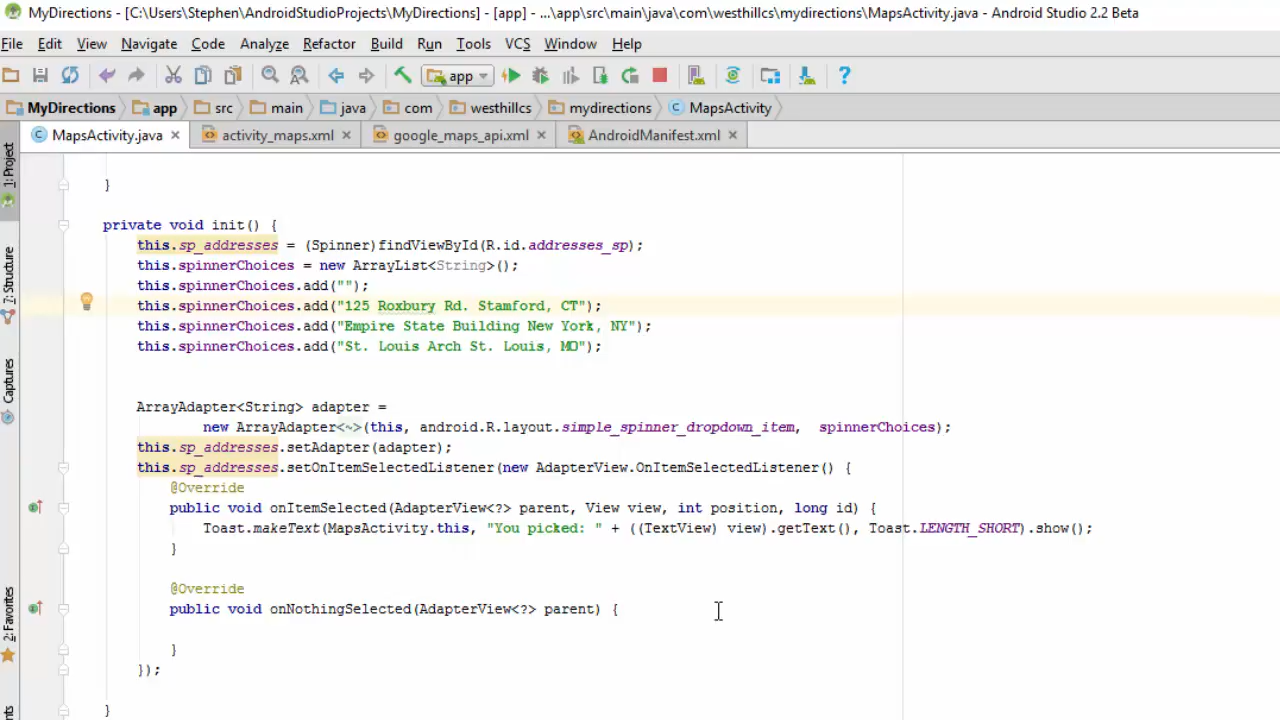 MyDirections - [C:\Users\Stephen\AndroidStudioProjects\MyDirections] - [app] - ...\app\src\main\java\com\westhillcs\mydirections\MapsActivity.java - Android Studio 2.2 Beta
File Edit View Navigate Code Analyze Refactor Build Run Tools VCS Window Help
app
MyDirections app src main java com westhillcs mydirections MapsActivity
MapsActivity.java activity_maps.xml google_maps_api.xml AndroidManifest.xml
1: Project
7: Structure
Captures
2: Favorites
}
private void init() {
this.sp_addresses = (Spinner)findViewById(R.id.addresses_sp);
this.spinnerChoices = new ArrayList<String>();
this.spinnerChoices.add("");
this.spinnerChoices.add("125 Roxbury Rd. Stamford, CT");
this.spinnerChoices.add("Empire State Building New York, NY");
this.spinnerChoices.add("St. Louis Arch St. Louis, MO");
ArrayAdapter<String> adapter =
new ArrayAdapter<~>(this, android.R.layout.simple_spinner_dropdown_item, spinnerChoices);
this.sp_addresses.setAdapter(adapter);
this.sp_addresses.setOnItemSelectedListener(new AdapterView.OnItemSelectedListener() {
@Override
public void onItemSelected(AdapterView<?> parent, View view, int position, long id) {
Toast.makeText(MapsActivity.this, "You picked: " + ((TextView) view).getText(), Toast.LENGTH_SHORT).show();
}
@Override
public void onNothingSelected(AdapterView<?> parent) {
}
});
}